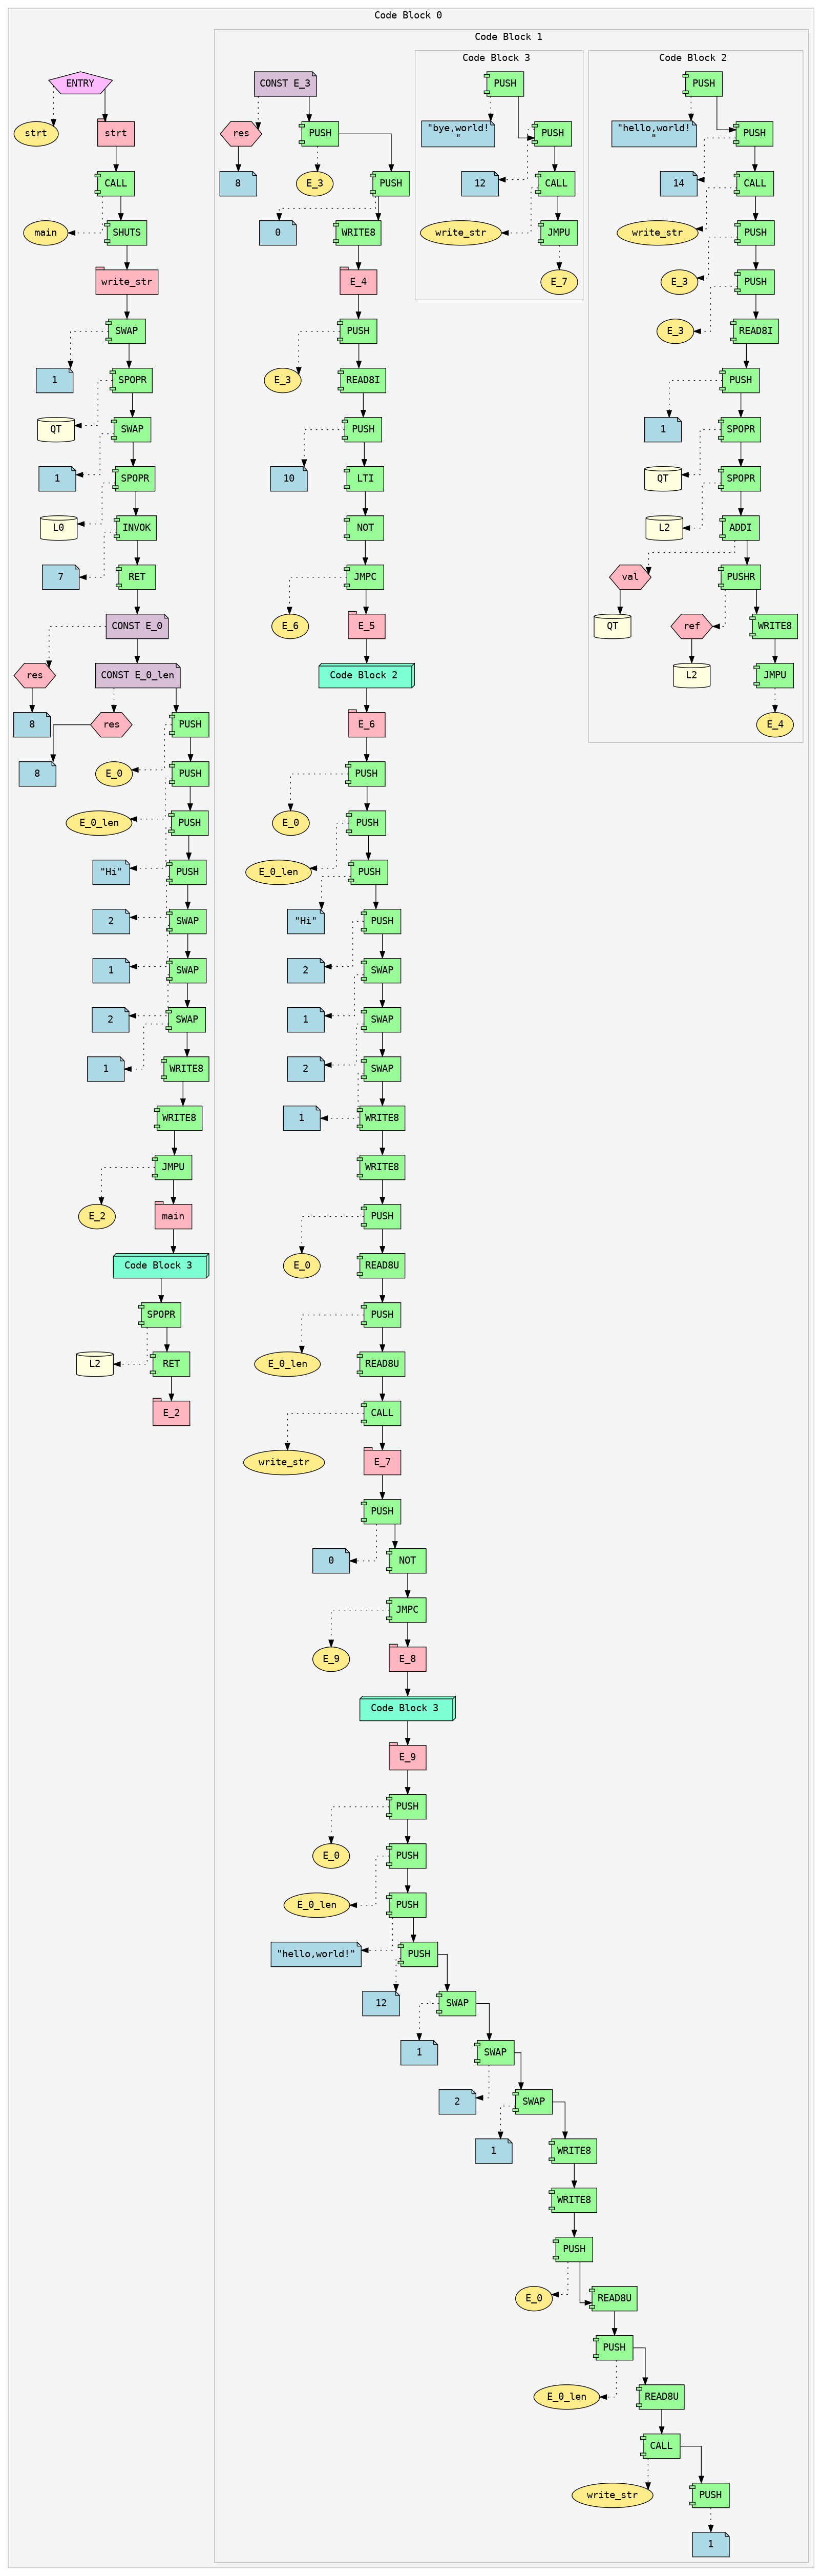 Code Block 0
ENTRY
strt
strt
CALL
main
SHUTS
write_str
SWAP
1
SPOPR
QT
SWAP
1
SPOPR
L0
INVOK
7
RET
CONST E_0
res
CONST E_0_len
8
res
PUSH
8
E_0
PUSH
E_0_len
PUSH
"Hi"
PUSH
2
SWAP
1
SWAP
2
SWAP
1
WRITE8
WRITE8
JMPU
E_2
main
Code Block 3
SPOPR
L2
RET
E_2
Code Block 1
CONST E_3
res
PUSH
8
E_3
PUSH
0
WRITE8
E_4
PUSH
E_3
READ8I
PUSH
10
LTI
NOT
JMPC
E_6
E_5
Code Block 2
E_6
PUSH
E_0
PUSH
E_0_len
PUSH
"Hi"
PUSH
2
SWAP
1
SWAP
2
SWAP
1
WRITE8
WRITE8
PUSH
E_0
READ8U
PUSH
E_0_len
READ8U
CALL
write_str
E_7
PUSH
0
NOT
JMPC
E_9
E_8
Code Block 3
E_9
PUSH
E_0
PUSH
E_0_len
PUSH
"hello,world!"
PUSH
12
SWAP
1
SWAP
2
SWAP
1
WRITE8
WRITE8
PUSH
E_0
READ8U
PUSH
E_0_len
READ8U
CALL
write_str
PUSH
1
Code Block 3
PUSH
"bye,world!
"
PUSH
12
CALL
write_str
JMPU
E_7
Code Block 2
PUSH
"hello,world!
"
PUSH
14
CALL
write_str
PUSH
E_3
PUSH
E_3
READ8I
PUSH
1
SPOPR
QT
SPOPR
L2
ADDI
val
PUSHR
QT
ref
WRITE8
L2
JMPU
E_4